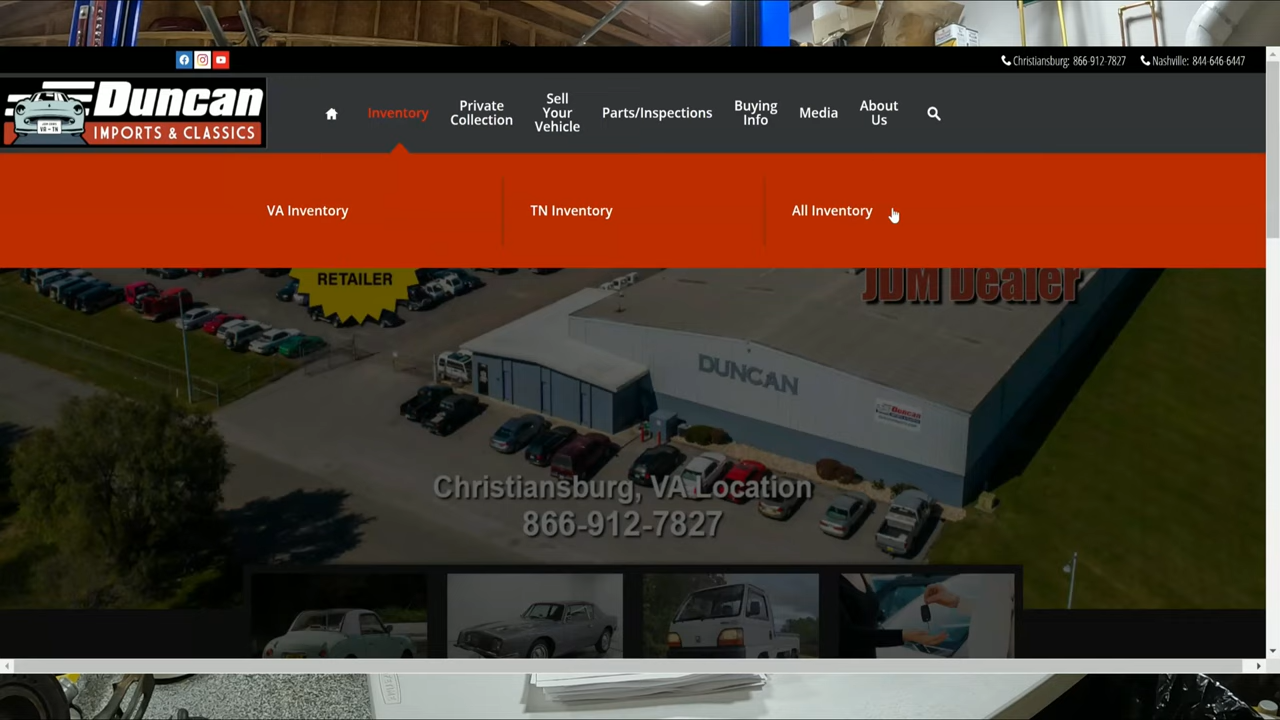 Christiansburg: 866-912-7827
Nashville: 844-646-6447
Duncan
IMPORTS & CLASSICS
Inventory
Private
Collection
Sell
Your
Vehicle
Parts/Inspections
Buying
Info
Media
About
Us
VA Inventory
TN Inventory
All Inventory
RETAILER
JDM Dealer
DUNCAN
Duncan
Christiansburg, VA Location
866-912-7827